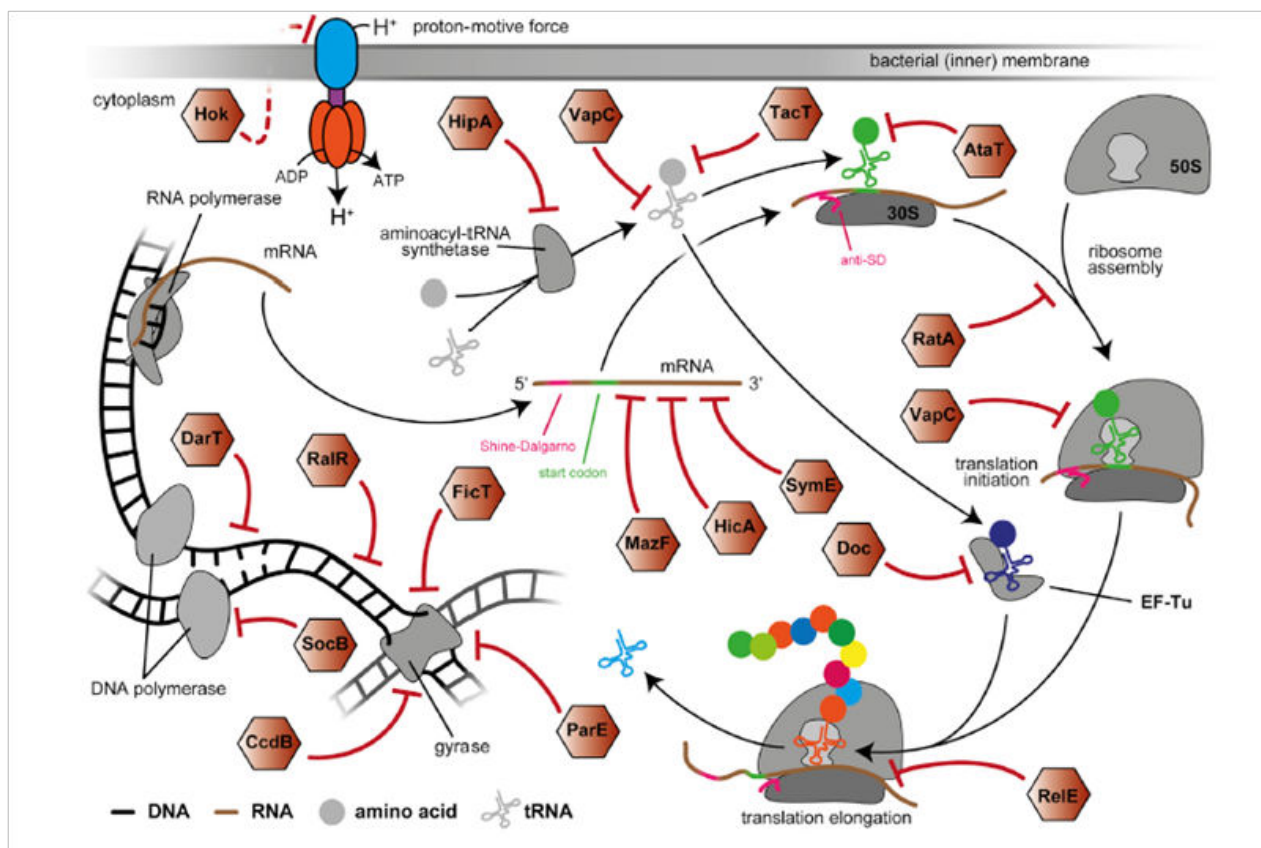 H⁺ proton-motive force
bacterial (inner) membrane
cytoplasm
Hok
HipA
VapC
TacT
AtaT
50S
ADP
ATP
H⁺
RNA polymerase
mRNA
aminoacyl-tRNA
synthetase
30S
anti-SD
ribosome
assembly
RatA
5'
mRNA
3'
VapC
Shine-Dalgarno
start codon
translation
initiation
DarT
RalR
FicT
SymE
MazF
HicA
Doc
EF-Tu
SocB
DNA polymerase
CcdB
gyrase
ParE
RelE
translation elongation
DNA
RNA
amino acid
tRNA